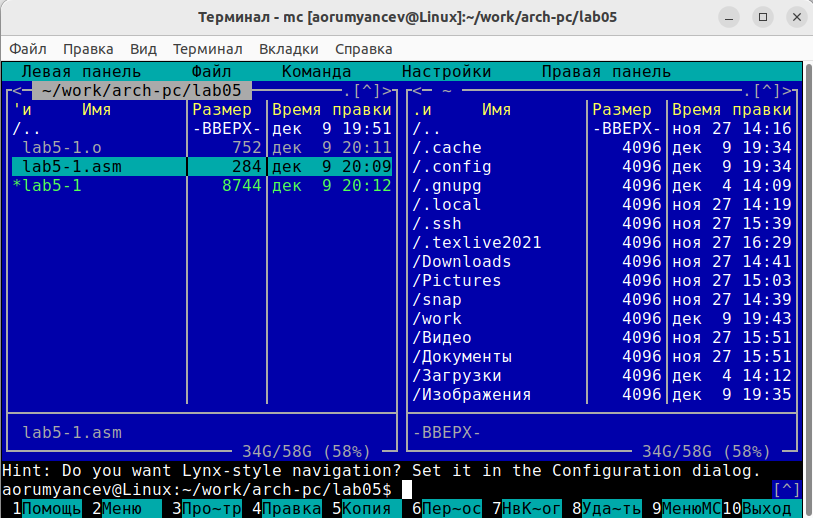 Терминал - mc [aorumyancev@Linux]:~/work/arch-pc/lab05
Файл Правка Вид Терминал Вкладки Справка
Левая панель Файл Команда Настройки Правая панель
<─ ~/work/arch-pc/lab05 .[^]> <─ ~ .[^]>
'и Имя Размер Время правки .и Имя Размер Время правки
/.. -ВВЕРХ- дек 9 19:51 /.. -ВВЕРХ- ноя 27 14:16
lab5-1.o 752 дек 9 20:11 /.cache 4096 дек 9 19:34
lab5-1.asm 284 дек 9 20:09 /.config 4096 дек 9 19:34
*lab5-1 8744 дек 9 20:12 /.gnupg 4096 дек 4 14:09
/.local 4096 ноя 27 14:19
/.ssh 4096 ноя 27 15:39
/.texlive2021 4096 ноя 27 16:29
/Downloads 4096 ноя 27 14:41
/Pictures 4096 ноя 27 15:03
/snap 4096 ноя 27 14:39
/work 4096 дек 9 19:43
/Видео 4096 ноя 27 15:51
/Документы 4096 ноя 27 15:51
/Загрузки 4096 дек 4 14:12
/Изображения 4096 дек 9 19:35
lab5-1.asm -ВВЕРХ-
34G/58G (58%) 34G/58G (58%)
Hint: Do you want Lynx-style navigation? Set it in the Configuration dialog.
aorumyancev@Linux:~/work/arch-pc/lab05$ [^]
1Помощь 2Меню 3Про~тр 4Правка 5Копия 6Пер~ос 7НвК~ог 8Уда~ть 9МенюМС 10Выход